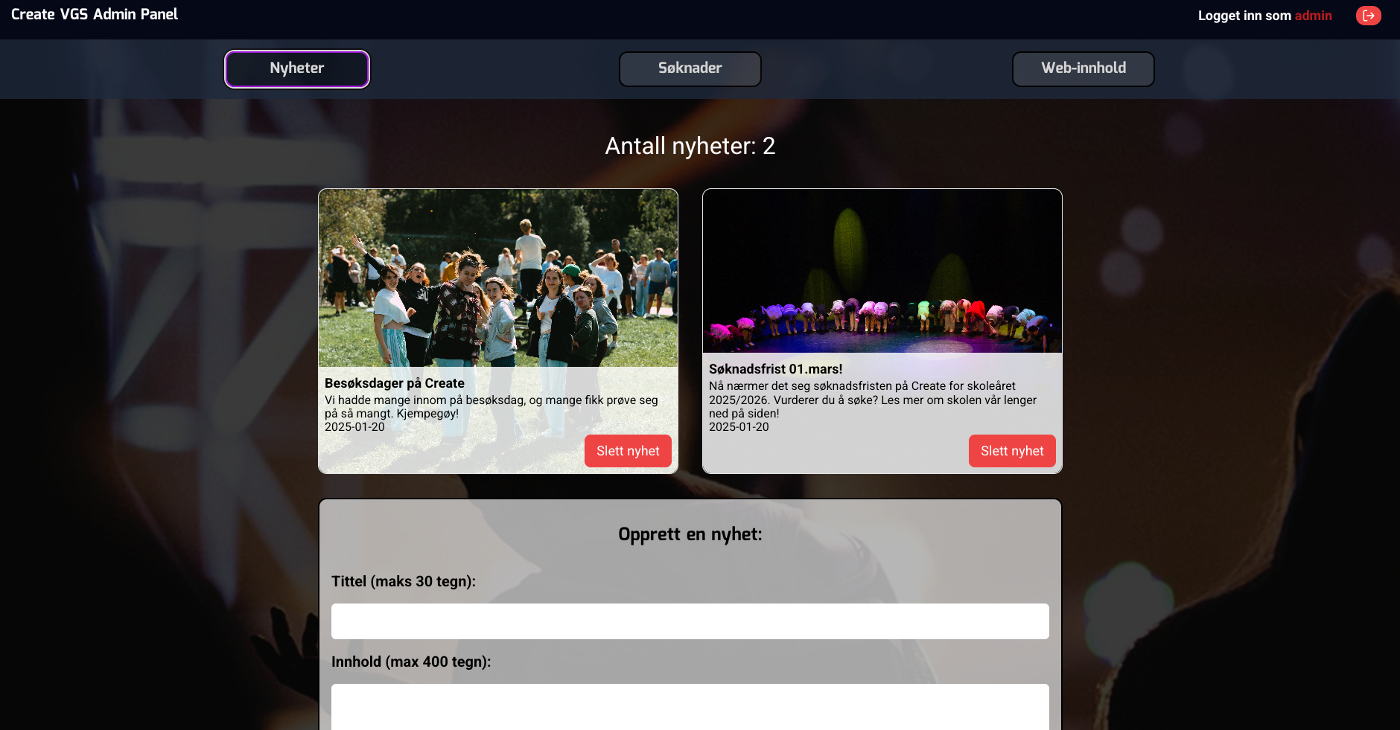 Create VGS Admin Panel
Logget inn som admin
Nyheter
Søknader
Web-innhold
Antall nyheter: 2
Besøksdager på Create
Vi hadde mange innom på besøksdag, og mange fikk prøve seg
på så mangt. Kjempegøy!
2025-01-20
Slett nyhet
Søknadsfrist 01.mars!
Nå nærmer det seg søknadsfristen på Create for skoleåret
2025/2026. Vurderer du å søke? Les mer om skolen vår lenger
ned på siden!
2025-01-20
Slett nyhet
Opprett en nyhet:
Tittel (maks 30 tegn):
Innhold (max 400 tegn):